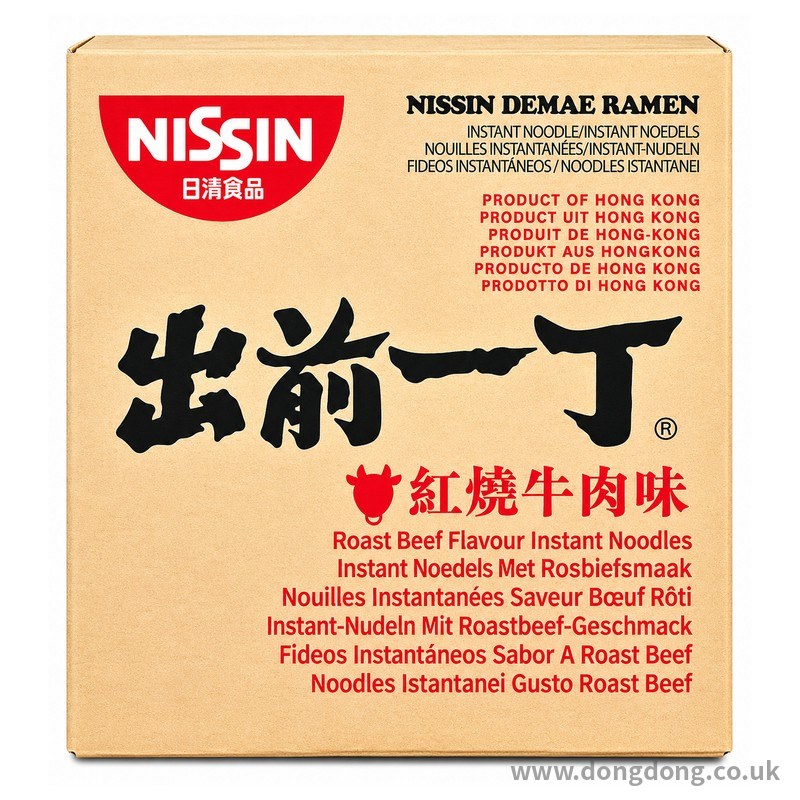 NISSIN
日清食品
NISSIN DEMAE RAMEN
INSTANT NOODLE/INSTANT NOEDELS
NOUILLES INSTANTANÉES/INSTANT-NUDELN
FIDEOS INSTANTÁNEOS / NOODLES ISTANTANEI
PRODUCT OF HONG KONG
PRODUCT UIT HONG KONG
PRODUIT DE HONG-KONG
PRODUKT AUS HONGKONG
PRODUCTO DE HONG KONG
PRODOTTO DI HONG KONG
出前一丁®
紅燒牛肉味
Roast Beef Flavour Instant Noodles
Instant Noedels Met Rosbiefsmaak
Nouilles Instantanées Saveur Bœuf Rôti
Instant-Nudeln Mit Roastbeef-Geschmack
Fideos Instantáneos Sabor A Roast Beef
Noodles Istantanei Gusto Roast Beef
www.dongdong.co.uk